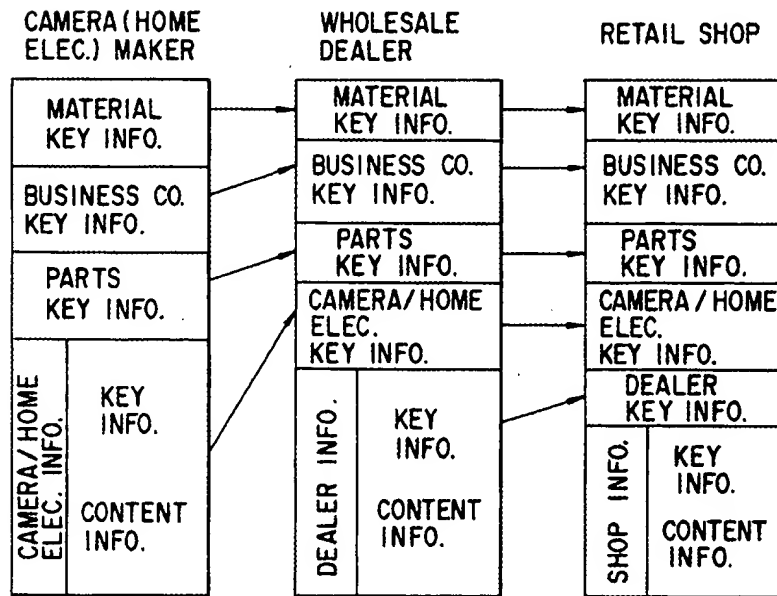 CAMERA (HOME
ELEC.) MAKER
MATERIAL
KEY INFO.
BUSINESS CO.
KEY INFO.
PARTS
KEY INFO.
CAMERA/HOME
ELEC. INFO.
KEY
INFO.
CONTENT
INFO.
WHOLESALE
DEALER
MATERIAL
KEY INFO.
BUSINESS CO.
KEY INFO.
PARTS
KEY INFO.
CAMERA/HOME
ELEC.
KEY INFO.
DEALER INFO.
KEY
INFO.
CONTENT
INFO.
RETAIL SHOP
MATERIAL
KEY INFO.
BUSINESS CO.
KEY INFO.
PARTS
KEY INFO.
CAMERA/HOME
ELEC.
KEY INFO.
DEALER
KEY INFO.
SHOP INFO.
KEY
INFO.
CONTENT
INFO.